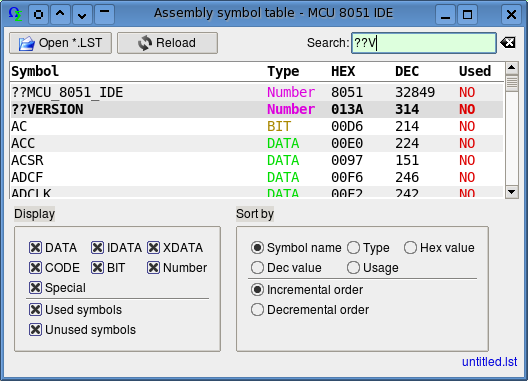 Assembly symbol table - MCU 8051 IDE
Open *.LST Reload Search: ??V
Symbol Type HEX DEC Used
??MCU_8051_IDE Number 8051 32849 NO
??VERSION Number 013A 314 NO
AC BIT 00D6 214 NO
ACC DATA 00E0 224 NO
ACSR DATA 0097 151 NO
ADCF DATA 00F6 246 NO
ADCLK DATA 00F2 242 NO
Display
DATA IDATA XDATA
CODE BIT Number
Special
Used symbols
Unused symbols
Sort by
Symbol name Type Hex value
Dec value Usage
Incremental order
Decremental order
untitled.lst